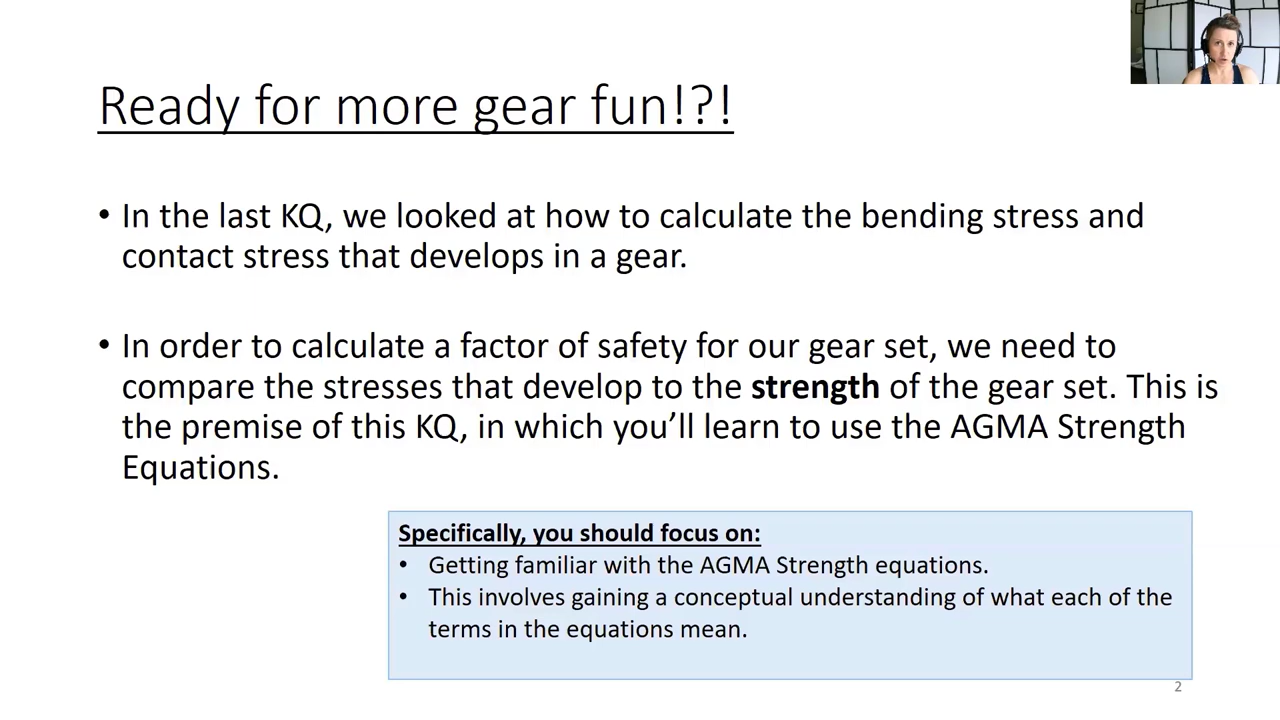 Ready for more gear fun!?!
• In the last KQ, we looked at how to calculate the bending stress and
contact stress that develops in a gear.
• In order to calculate a factor of safety for our gear set, we need to
compare the stresses that develop to the strength of the gear set. This is
the premise of this KQ, in which you’ll learn to use the AGMA Strength
Equations.
Specifically, you should focus on:
• Getting familiar with the AGMA Strength equations.
• This involves gaining a conceptual understanding of what each of the
terms in the equations mean.
2